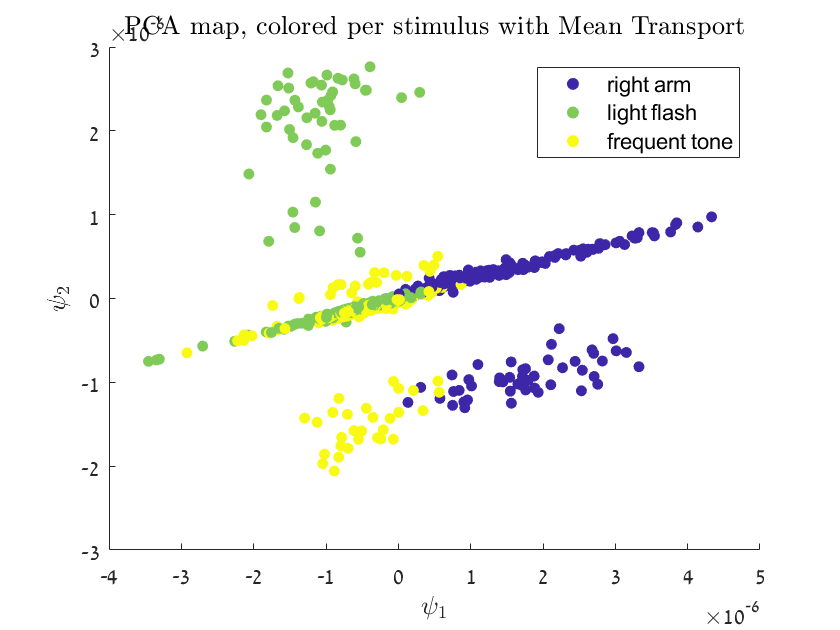 PCA map, colored per stimulus with Mean Transport
×10⁻⁶
3
2
1
0
-1
-2
-3
ψ₂
right arm
light flash
frequent tone
-4 -3 -2 -1 0 1 2 3 4 5
ψ₁
×10⁻⁶